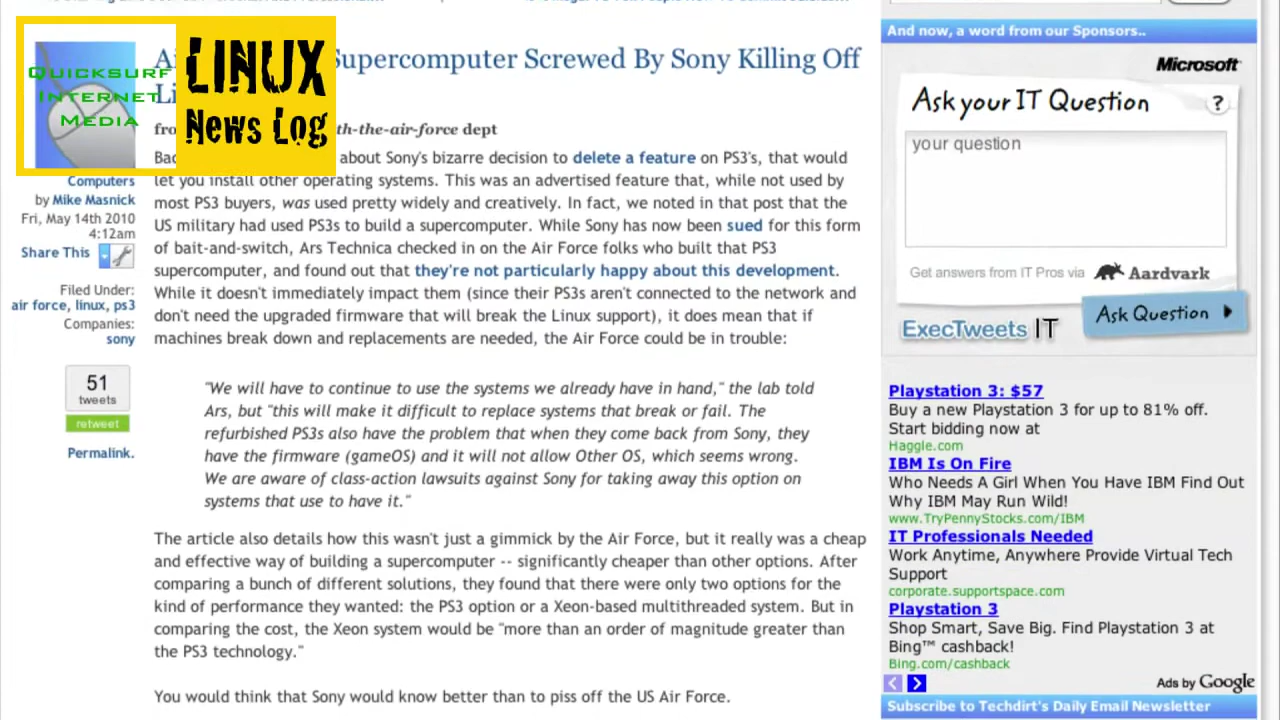 And now, a word from our Sponsors..
QUICKSURF
INTERNET
MEDIA
LINUX
News Log
Supercomputer Screwed By Sony Killing Off
th-the-air-force dept
about Sony's bizarre decision to delete a feature on PS3's, that would
let you install other operating systems. This was an advertised feature that, while not used by
most PS3 buyers, was used pretty widely and creatively. In fact, we noted in that post that the
US military had used PS3s to build a supercomputer. While Sony has now been sued for this form
of bait-and-switch, Ars Technica checked in on the Air Force folks who built that PS3
supercomputer, and found out that they're not particularly happy about this development.
While it doesn't immediately impact them (since their PS3s aren't connected to the network and
don't need the upgraded firmware that will break the Linux support), it does mean that if
machines break down and replacements are needed, the Air Force could be in trouble:
"We will have to continue to use the systems we already have in hand," the lab told
Ars, but "this will make it difficult to replace systems that break or fail. The
refurbished PS3s also have the problem that when they come back from Sony, they
have the firmware (gameOS) and it will not allow Other OS, which seems wrong.
We are aware of class-action lawsuits against Sony for taking away this option on
systems that use to have it."
The article also details how this wasn't just a gimmick by the Air Force, but it really was a cheap
and effective way of building a supercomputer -- significantly cheaper than other options. After
comparing a bunch of different solutions, they found that there were only two options for the
kind of performance they wanted: the PS3 option or a Xeon-based multithreaded system. But in
comparing the cost, the Xeon system would be "more than an order of magnitude greater than
the PS3 technology."
You would think that Sony would know better than to piss off the US Air Force.
Computers
by Mike Masnick
Fri, May 14th 2010
4:12am
Share This
Filed Under:
air force, linux, ps3
Companies:
sony
51
tweets
retweet
Permalink.
Microsoft
Ask your IT Question
?
your question
Get answers from IT Pros via Aardvark
ExecTweets IT
Ask Question
Playstation 3: $57
Buy a new Playstation 3 for up to 81% off.
Start bidding now at
Haggle.com
IBM Is On Fire
Who Needs A Girl When You Have IBM Find Out
Why IBM May Run Wild!
www.TryPennyStocks.com/IBM
IT Professionals Needed
Work Anytime, Anywhere Provide Virtual Tech
Support
corporate.supportspace.com
Playstation 3
Shop Smart, Save Big. Find Playstation 3 at
Bing™ cashback!
Bing.com/cashback
Ads by Google
Subscribe to Techdirt's Daily Email Newsletter